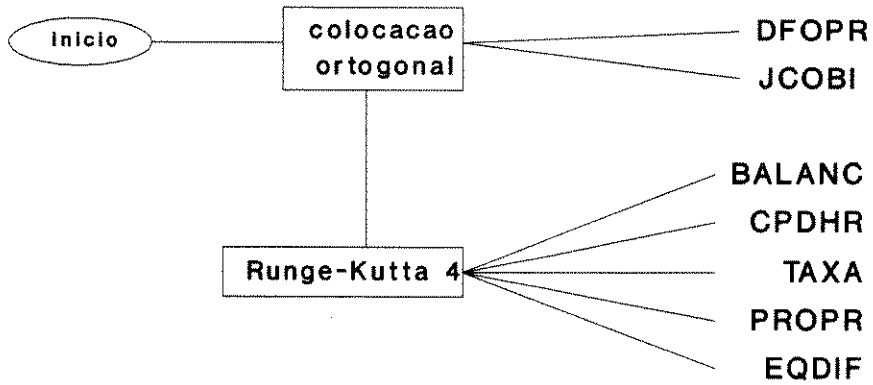 inicio
colocacao
ortogonal
DFOPR
JCOBI
BALANC
CPDHR
Runge-Kutta 4
TAXA
PROPR
EQDIF